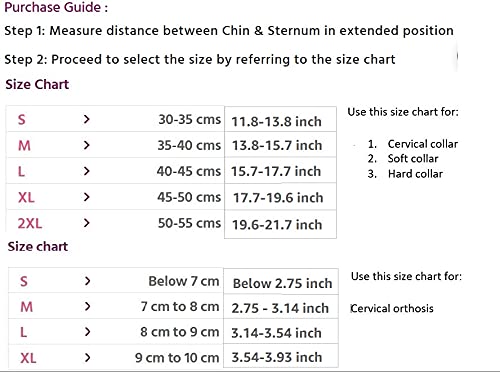 Purchase Guide :
Step 1: Measure distance between Chin & Sternum in extended position
Step 2: Proceed to select the size by referring to the size chart
Size Chart
S > 30-35 cms 11.8-13.8 inch
M > 35-40 cms 13.8-15.7 inch
L > 40-45 cms 15.7-17.7 inch
XL > 45-50 cms 17.7-19.6 inch
2XL > 50-55 cms 19.6-21.7 inch
Use this size chart for:
1. Cervical collar
2. Soft collar
3. Hard collar
Size chart
S > Below 7 cm Below 2.75 inch
M > 7 cm to 8 cm 2.75 - 3.14 inch
L > 8 cm to 9 cm 3.14-3.54 inch
XL > 9 cm to 10 cm 3.54-3.93 inch
Use this size chart for:
Cervical orthosis